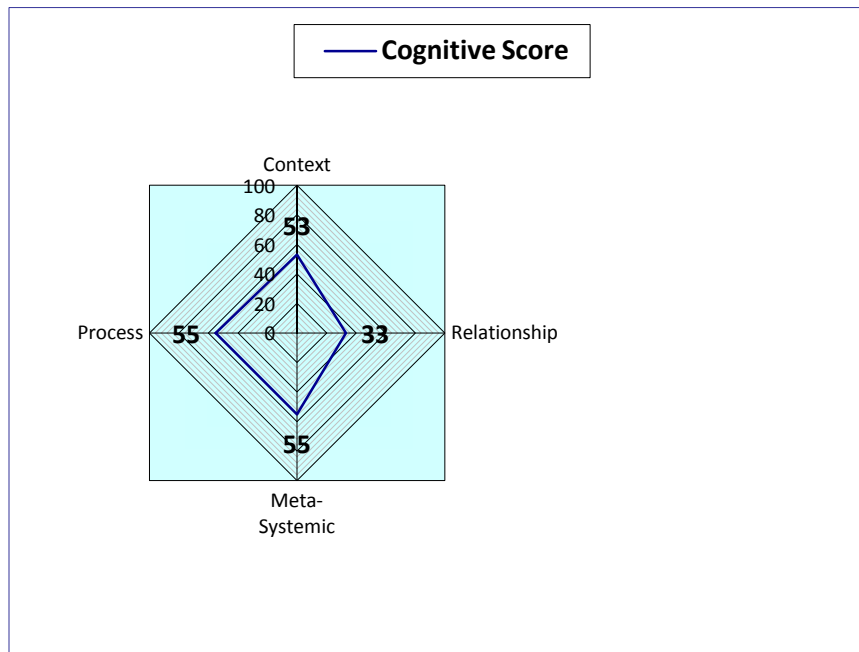 Cognitive Score
Context
100
80
60
40
20
0
53
Process
55
33
Relationship
55
Meta-
Systemic